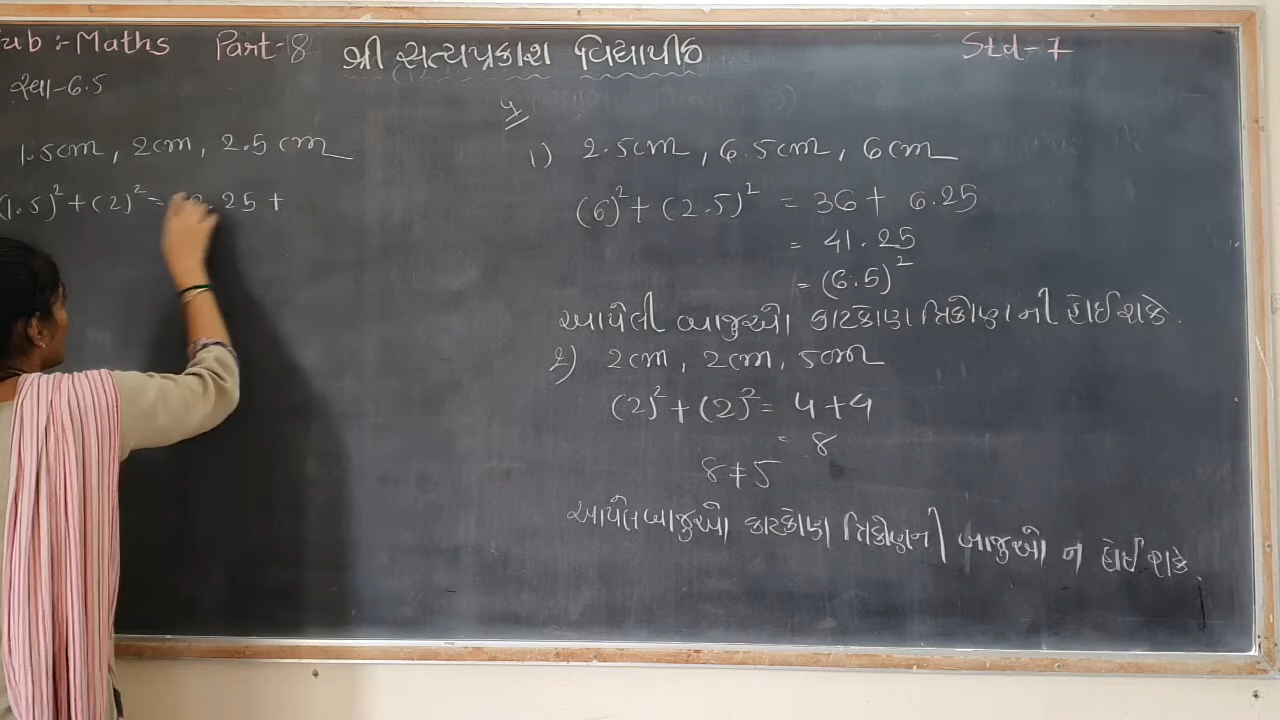 ub :- Maths Part-8 શ્રી સત્યપ્રકાશ વિદ્યાપીઠ Std-7
સ્વા-6.5
1.5cm, 2cm, 2.5cm
(1.5)² + (2)² = 2.25 +
પ
1) 2.5cm, 6.5cm, 6cm
(6)² + (2.5)² = 36 + 6.25
= 41.25
= (6.5)²
આપેલી બાજુઓ કાટકોણ ત્રિકોણ ની હોઈ શકે.
2) 2cm, 2cm, 5cm
(2)² + (2)² = 4+4
= 8
8 ≠ 5
આપેલ બાજુઓ કાટકોણ ત્રિકોણની બાજુઓ ન હોઈ શકે.